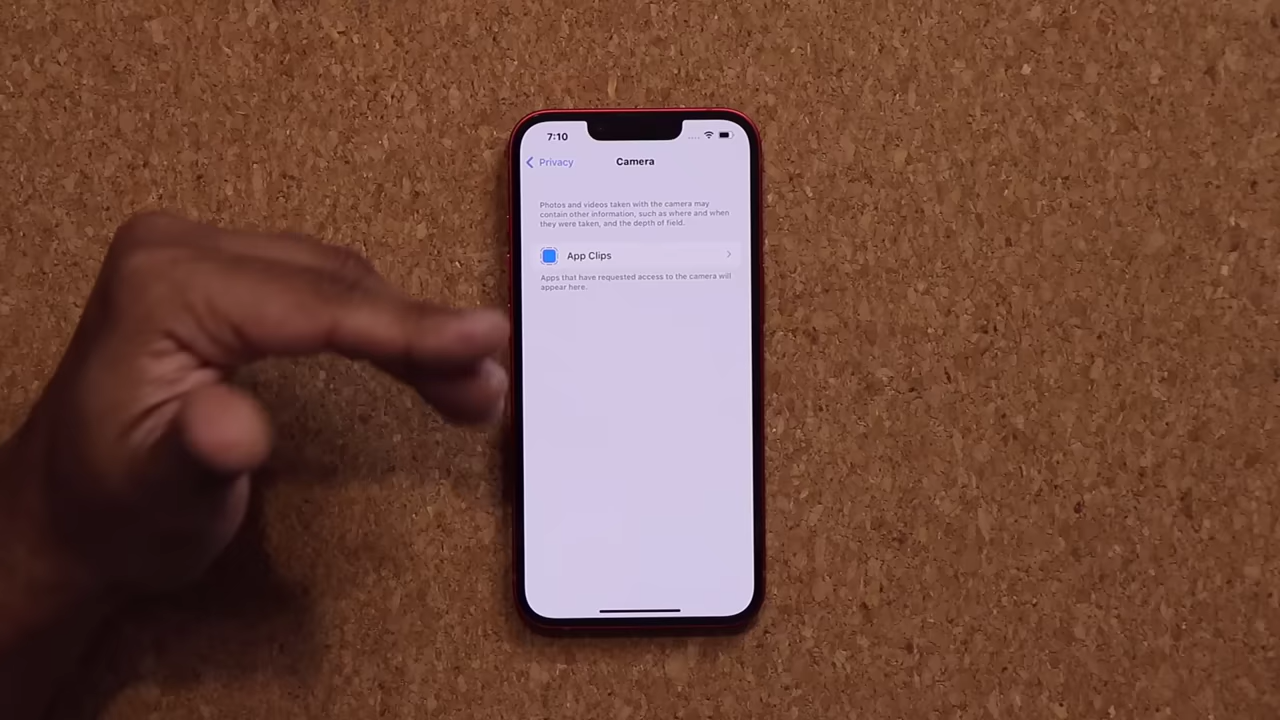 7:10
Privacy
Camera
Photos and videos taken with the camera may
contain other information, such as where and when
they were taken, and the depth of field.
App Clips
Apps that have requested access to the camera will
appear here.